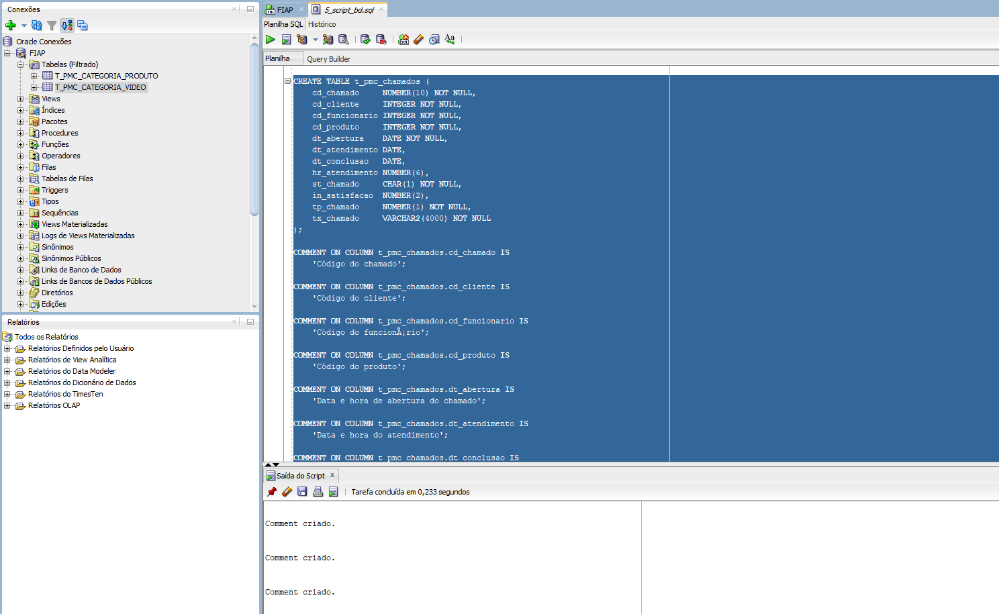 Conexões
Oracle Conexões
FIAP
Tabelas (Filtrado)
T_PMC_CATEGORIA_PRODUTO
T_PMC_CATEGORIA_VIDEO
Views
Índices
Pacotes
Procedures
Funções
Operadores
Filas
Tabelas de Filas
Triggers
Tipos
Sequências
Views Materializadas
Logs de Views Materializadas
Sinônimos
Sinônimos Públicos
Links de Banco de Dados
Links de Bancos de Dados Públicos
Diretórios
Edições
Relatórios
Todos os Relatórios
Relatórios Definidos pelo Usuário
Relatórios de View Analítica
Relatórios do Data Modeler
Relatórios do Dicionário de Dados
Relatórios do TimesTen
Relatórios OLAP
FIAP 5_script_bd.sql
Planilha SQL Histórico
Planilha Query Builder
CREATE TABLE t_pmc_chamados (
cd_chamado NUMBER(10) NOT NULL,
cd_cliente INTEGER NOT NULL,
cd_funcionario INTEGER NOT NULL,
cd_produto INTEGER NOT NULL,
dt_abertura DATE NOT NULL,
dt_atendimento DATE,
dt_conclusao DATE,
hr_atendimento NUMBER(6),
st_chamado CHAR(1) NOT NULL,
in_satisfacao NUMBER(2),
tp_chamado NUMBER(1) NOT NULL,
tx_chamado VARCHAR2(4000) NOT NULL
);
COMMENT ON COLUMN t_pmc_chamados.cd_chamado IS
'Código do chamado';
COMMENT ON COLUMN t_pmc_chamados.cd_cliente IS
'Código do cliente';
COMMENT ON COLUMN t_pmc_chamados.cd_funcionario IS
'Código do funcionÃ¡rio';
COMMENT ON COLUMN t_pmc_chamados.cd_produto IS
'Código do produto';
COMMENT ON COLUMN t_pmc_chamados.dt_abertura IS
'Data e hora de abertura do chamado';
COMMENT ON COLUMN t_pmc_chamados.dt_atendimento IS
'Data e hora do atendimento';
COMMENT ON COLUMN t_pmc_chamados.dt_conclusao IS
Saída do Script
Tarefa concluída em 0,233 segundos
Comment criado.
Comment criado.
Comment criado.